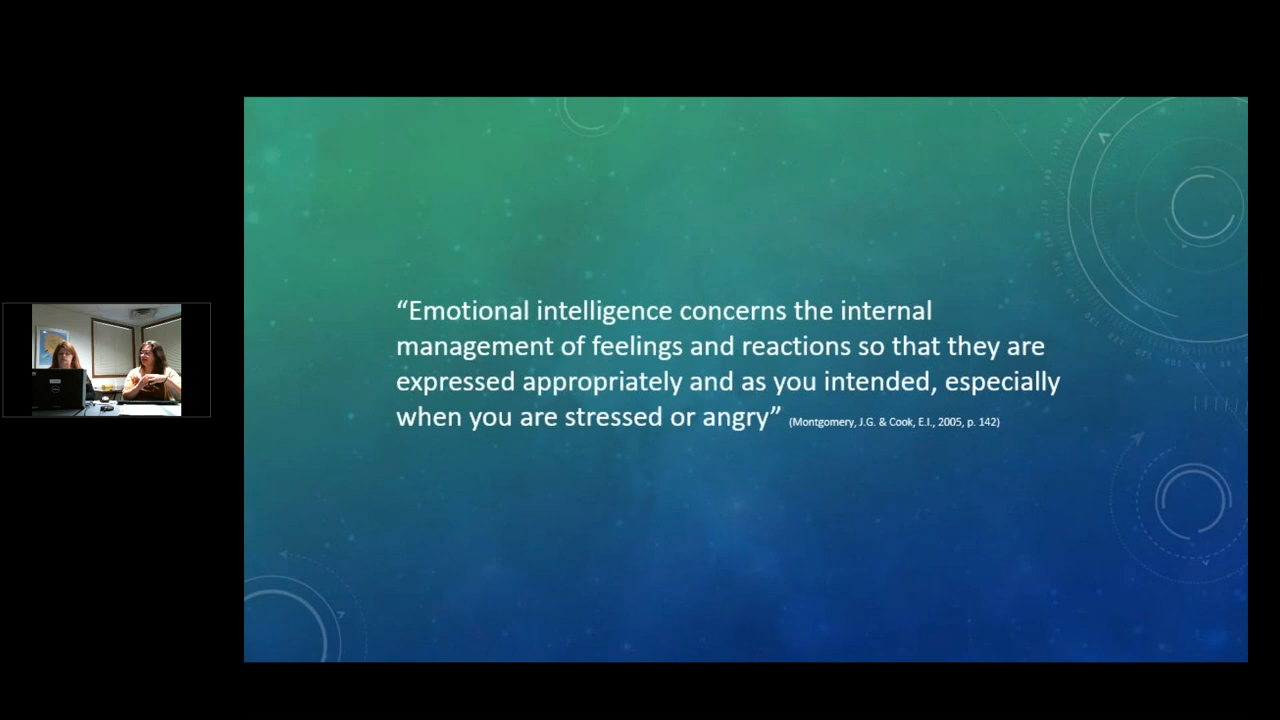 “Emotional intelligence concerns the internal
management of feelings and reactions so that they are
expressed appropriately and as you intended, especially
when you are stressed or angry” (Montgomery, J.G. & Cook, E.I., 2005, p. 142)